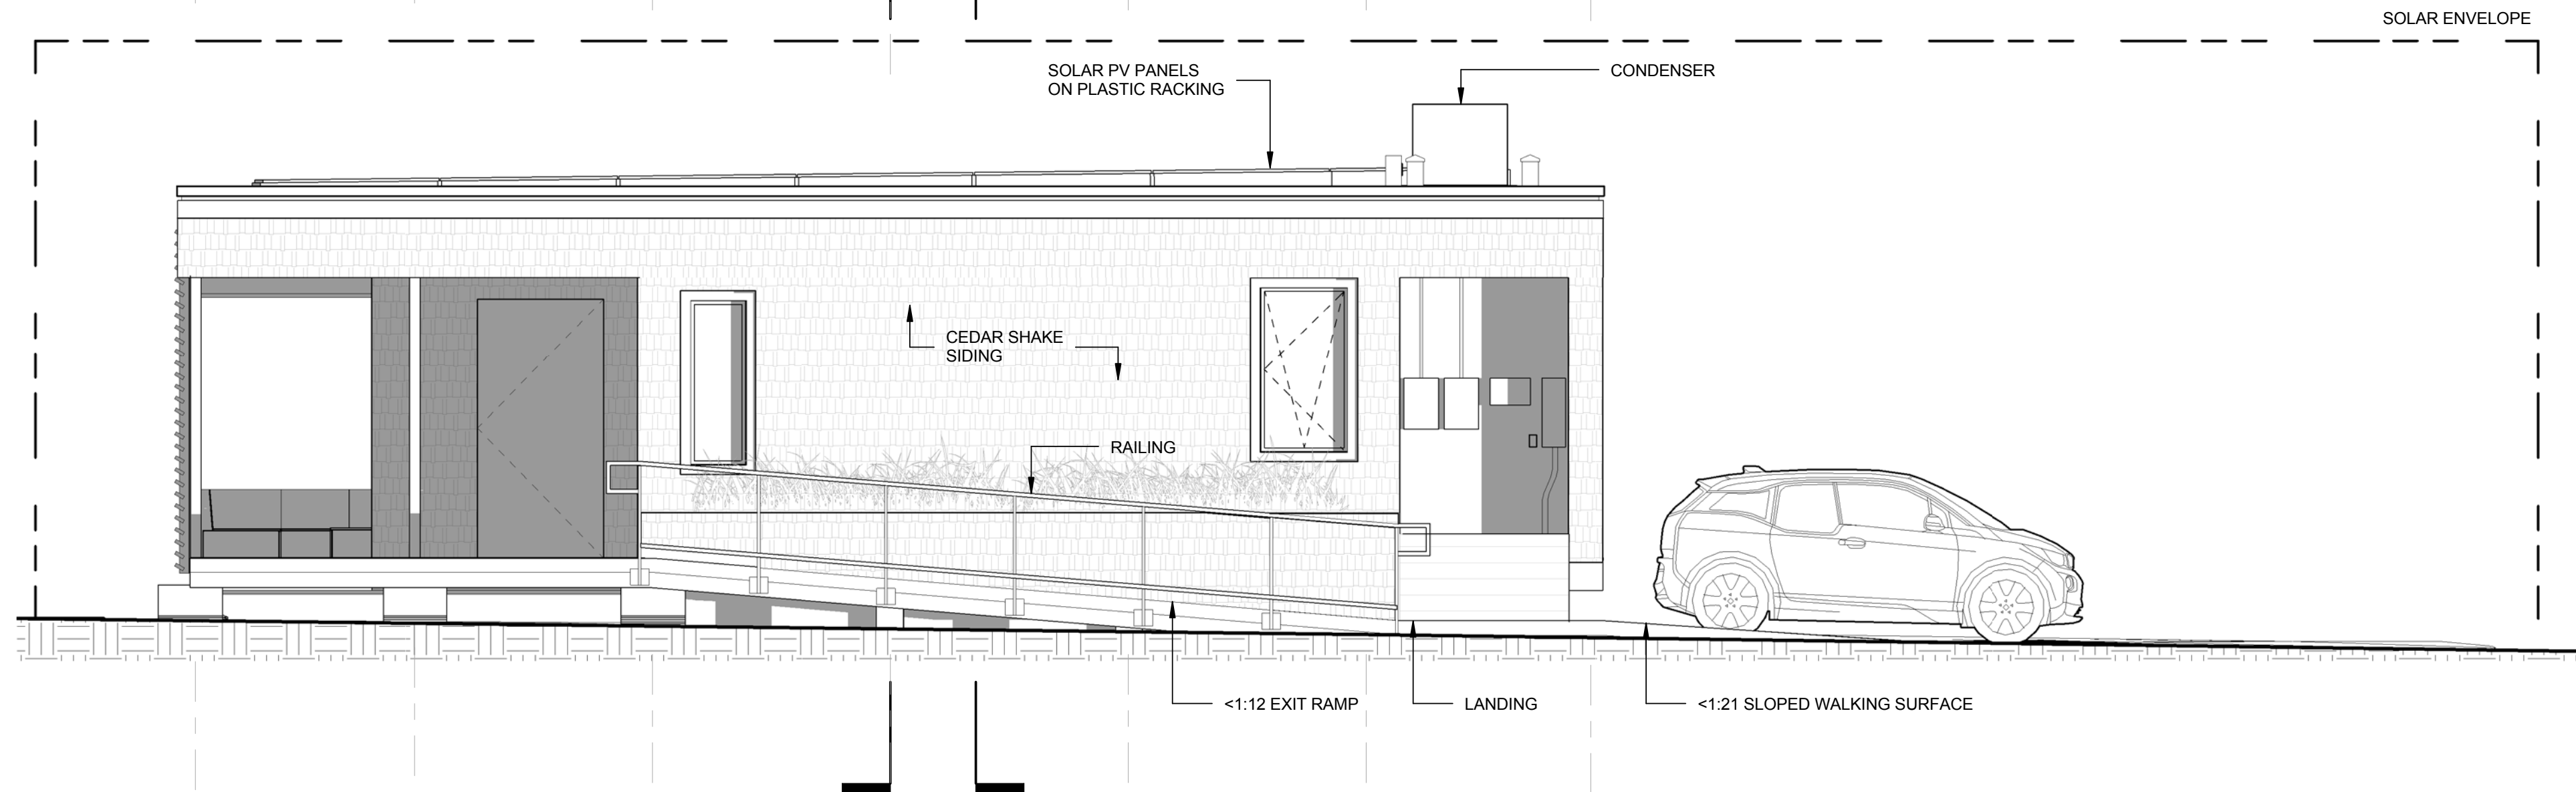 SOLAR ENVELOPE
SOLAR PV PANELS
ON PLASTIC RACKING
CONDENSER
CEDAR SHAKE
SIDING
RAILING
<1:12 EXIT RAMP
LANDING
<1:21 SLOPED WALKING SURFACE